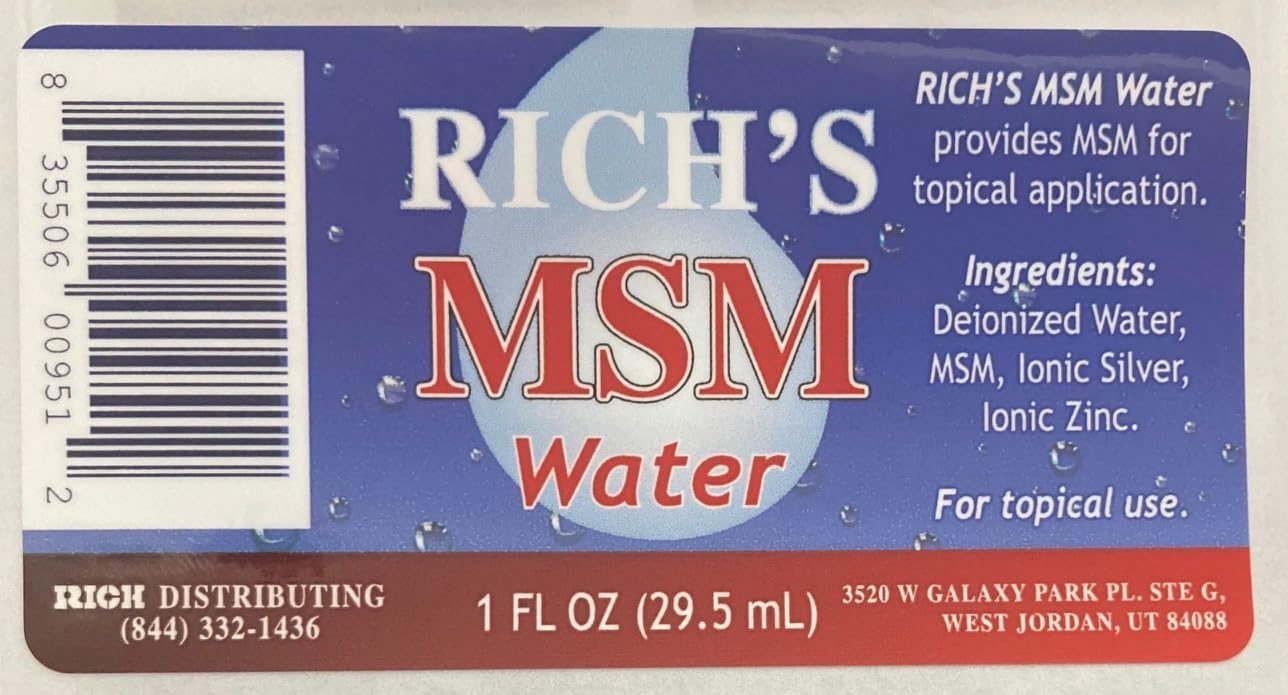 8 35506 00951 2
RICH'S
MSM
Water
RICH'S MSM Water
provides MSM for
topical application.
Ingredients:
Deionized Water,
MSM, Ionic Silver,
Ionic Zinc.
For topical use.
RICH DISTRIBUTING
(844) 332-1436
1 FL OZ (29.5 mL)
3520 W GALAXY PARK PL. STE G,
WEST JORDAN, UT 84088